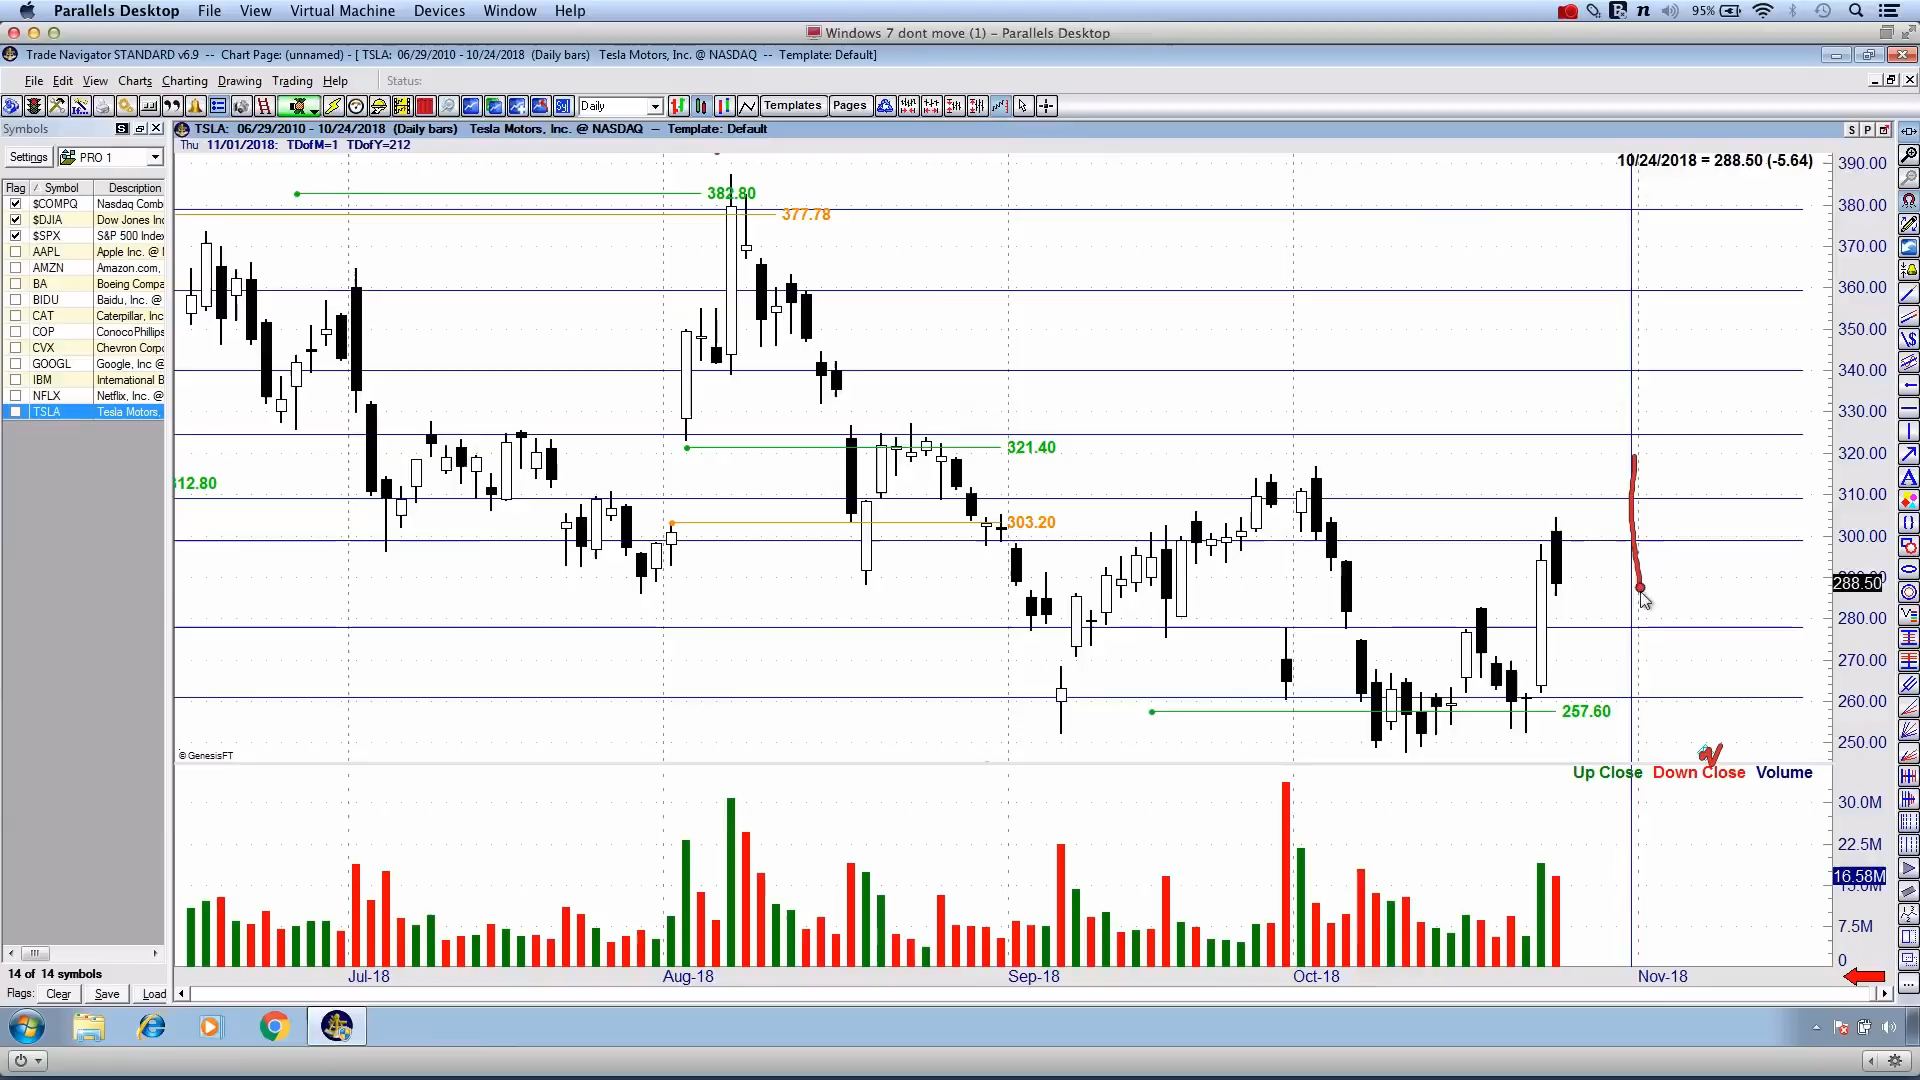 Parallels Desktop File View Virtual Machine Devices Window Help 95%
Windows 7 dont move (1) – Parallels Desktop
Trade Navigator STANDARD v6.9 -- Chart Page: (unnamed) - [ TSLA: 06/29/2010 - 10/24/2018 (Daily bars) Tesla Motors, Inc. @ NASDAQ -- Template: Default]
File Edit View Charts Charting Drawing Trading Help Status:
Daily Templates Pages
Symbols S
TSLA: 06/29/2010 - 10/24/2018 (Daily bars) Tesla Motors, Inc. @ NASDAQ -- Template: Default S P
Thu 11/01/2018: TDofM=1 TDofY=212
Settings PRO 1
10/24/2018 = 288.50 (-5.64)
Flag Symbol Description
$COMPQ Nasdaq Comb
$DJIA Dow Jones Ind
$SPX S&P 500 Index
AAPL Apple Inc. @
AMZN Amazon.com,
BA Boeing Compa
BIDU Baidu, Inc. @
CAT Caterpillar, Inc
COP ConocoPhillips
CVX Chevron Corpo
GOOGL Google, Inc @
IBM International B
NFLX Netflix, Inc. @
TSLA Tesla Motors,
390.00
380.00
370.00
360.00
350.00
340.00
330.00
320.00
310.00
300.00
288.50
280.00
270.00
260.00
250.00
382.80
377.78
321.40
312.80
303.20
257.60
© GenesisFT
Up Close Down Close Volume
30.0M
22.5M
16.58M
15.0M
7.5M
0
Jul-18 Aug-18 Sep-18 Oct-18 Nov-18
14 of 14 symbols
Flags: Clear Save Load